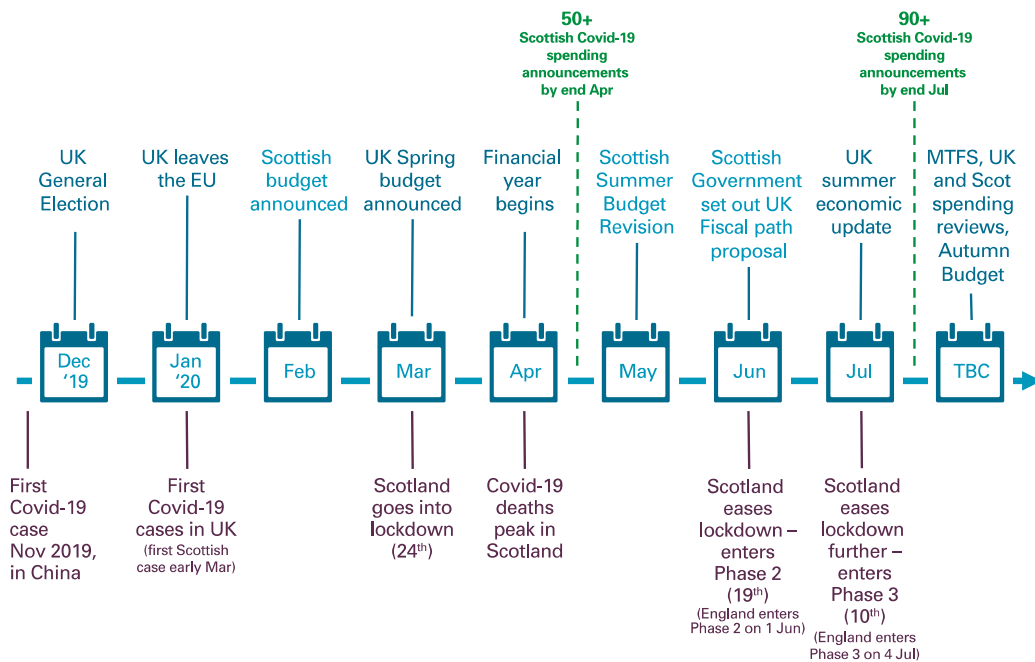 50+
Scottish Covid-19
spending
announcements
by end Apr
90+
Scottish Covid-19
spending
announcements
by end Jul
UK
General
Election
UK leaves
the EU
Scottish
budget
announced
UK Spring
budget
announced
Financial
year
begins
Scottish
Summer
Budget
Revision
Scottish
Government
set out UK
Fiscal path
proposal
UK
summer
economic
update
MTFS, UK
and Scot
spending
reviews,
Autumn
Budget
Dec
‘19
Jan
‘20
Feb
Mar
Apr
May
Jun
Jul
TBC
First
Covid-19
case
Nov 2019,
in China
First
Covid-19
cases in UK
(first Scottish
case early Mar)
Scotland
goes into
lockdown
(24th)
Covid-19
deaths
peak in
Scotland
Scotland
eases
lockdown –
enters
Phase 2
(19th)
(England enters
Phase 2 on 1 Jun)
Scotland
eases
lockdown
further –
enters
Phase 3
(10th)
(England enters
Phase 3 on 4 Jul)